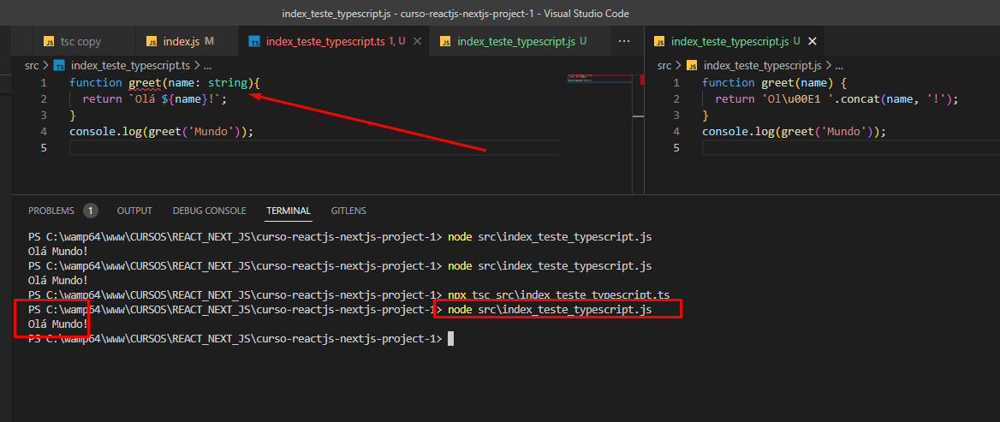 index_teste_typescript.js - curso-reactjs-nextjs-project-1 - Visual Studio Code
JS tsc copy JS index.js M TS index_teste_typescript.ts 1, U JS index_teste_typescript.js U ···
src > TS index_teste_typescript.ts > ...
1 function greet(name: string){
2 return `Olá ${name}!`;
3 }
4 console.log(greet('Mundo'));
5
JS index_teste_typescript.js U
src > JS index_teste_typescript.js > ...
1 function greet(name) {
2 return 'Ol\u00E1 '.concat(name, '!');
3 }
4 console.log(greet('Mundo'));
5
PROBLEMS 1 OUTPUT DEBUG CONSOLE TERMINAL GITLENS
PS C:\wamp64\www\CURSOS\REACT_NEXT_JS\curso-reactjs-nextjs-project-1> node src\index_teste_typescript.js
Olá Mundo!
PS C:\wamp64\www\CURSOS\REACT_NEXT_JS\curso-reactjs-nextjs-project-1> node src\index_teste_typescript.js
Olá Mundo!
PS C:\wamp64\www\CURSOS\REACT_NEXT_JS\curso-reactjs-nextjs-project-1> npx tsc src\index_teste_typescript.ts
PS C:\wamp64\www\CURSOS\REACT_NEXT_JS\curso-reactjs-nextjs-project-1> node src\index_teste_typescript.js
Olá Mundo!
PS C:\wamp64\www\CURSOS\REACT_NEXT_JS\curso-reactjs-nextjs-project-1>